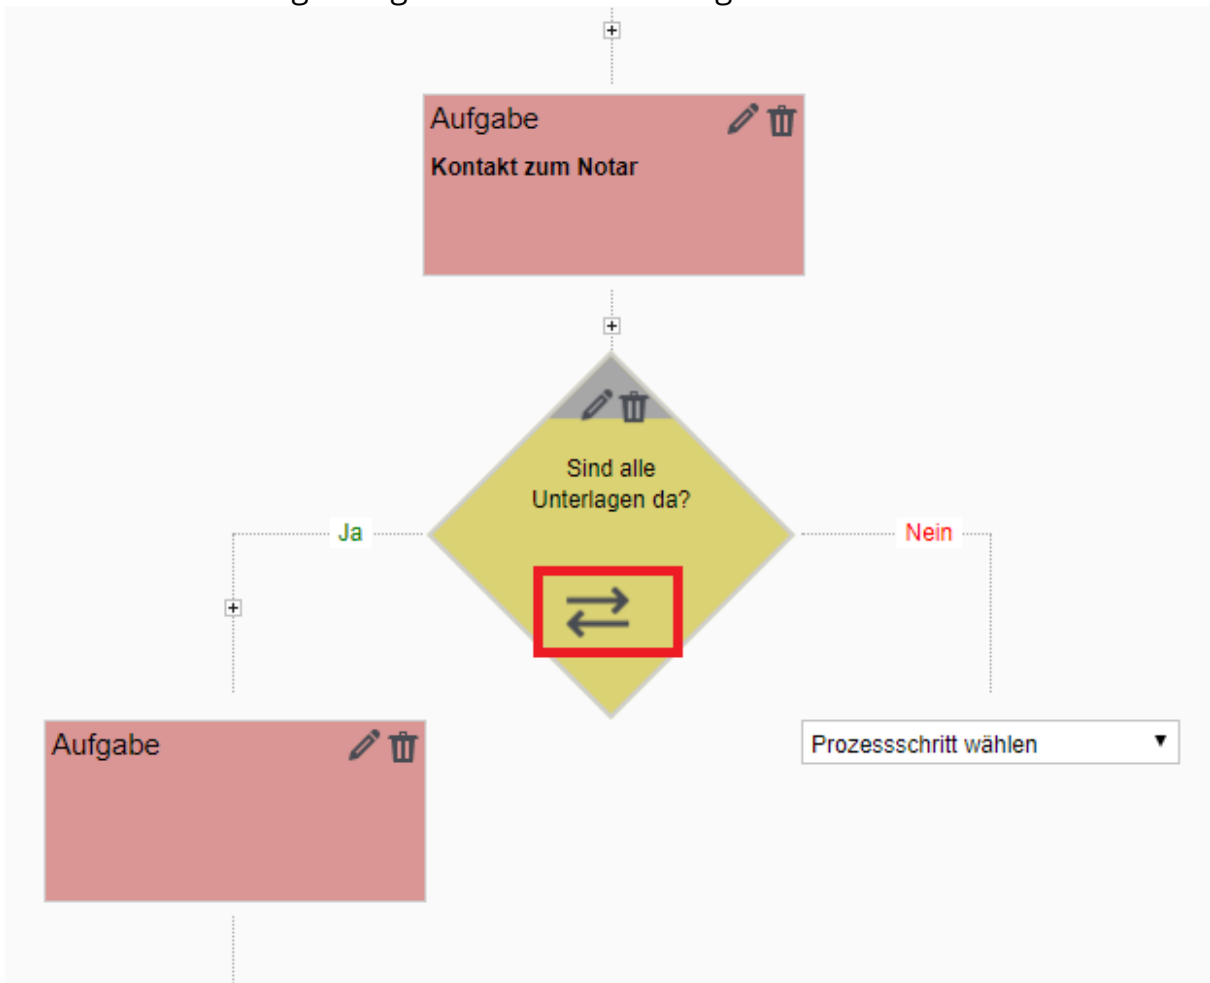 Aufgabe
Kontakt zum Notar
Sind alle
Unterlagen da?
Ja
Nein
Aufgabe
Prozessschritt wählen